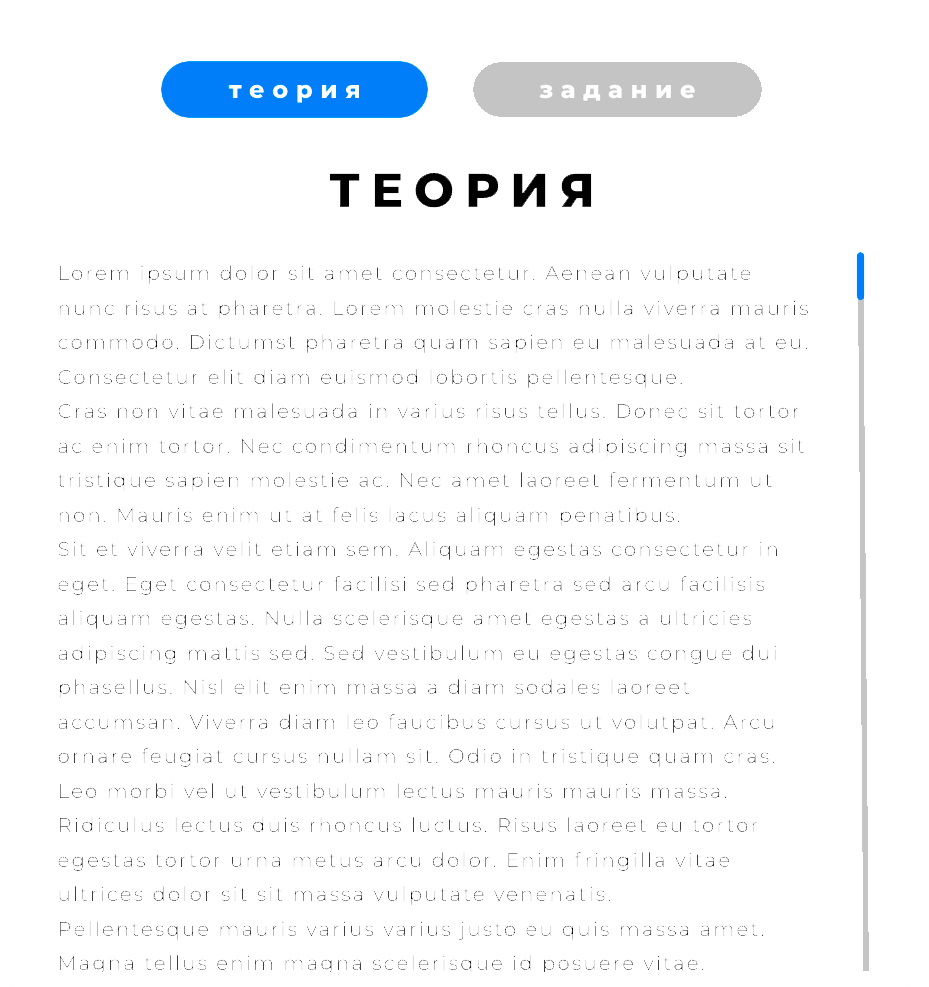 теория
задание
ТЕОРИЯ
Lorem ipsum dolor sit amet consectetur. Aenean vulputate
nunc risus at pharetra. Lorem molestie cras nulla viverra mauris
commodo. Dictumst pharetra quam sapien eu malesuada at eu.
Consectetur elit diam euismod lobortis pellentesque.
Cras non vitae malesuada in varius risus tellus. Donec sit tortor
ac enim tortor. Nec condimentum rhoncus adipiscing massa sit
tristique sapien molestie ac. Nec amet laoreet fermentum ut
non. Mauris enim ut at felis lacus aliquam penatibus.
Sit et viverra velit etiam sem. Aliquam egestas consectetur in
eget. Eget consectetur facilisi sed pharetra sed arcu facilisis
aliquam egestas. Nulla scelerisque amet egestas a ultricies
adipiscing mattis sed. Sed vestibulum eu egestas congue dui
phasellus. Nisl elit enim massa a diam sodales laoreet
accumsan. Viverra diam leo faucibus cursus ut volutpat. Arcu
ornare feugiat cursus nullam sit. Odio in tristique quam cras.
Leo morbi vel ut vestibulum lectus mauris mauris massa.
Ridiculus lectus quis rhoncus luctus. Risus laoreet eu tortor
egestas tortor urna metus arcu dolor. Enim fringilla vitae
ultrices dolor sit sit massa vulputate venenatis.
Pellentesque mauris varius varius justo eu quis massa amet.
Magna tellus enim magna scelerisque id posuere vitae.